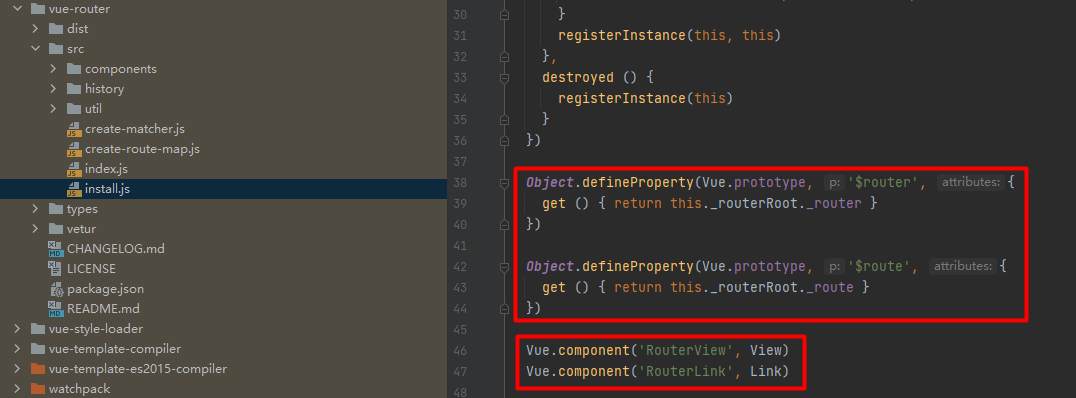 vue-router
dist
src
components
history
util
create-matcher.js
create-route-map.js
index.js
install.js
types
vetur
CHANGELOG.md
LICENSE
package.json
README.md
vue-style-loader
vue-template-compiler
vue-template-es2015-compiler
watchpack
30 }
31 registerInstance(this, this)
32 },
33 destroyed () {
34 registerInstance(this)
35 }
36 })
37
38 Object.defineProperty(Vue.prototype, p: '$router', attributes: {
39 get () { return this._routerRoot._router }
40 })
41
42 Object.defineProperty(Vue.prototype, p: '$route', attributes: {
43 get () { return this._routerRoot._route }
44 })
45
46 Vue.component('RouterView', View)
47 Vue.component('RouterLink', Link)
48